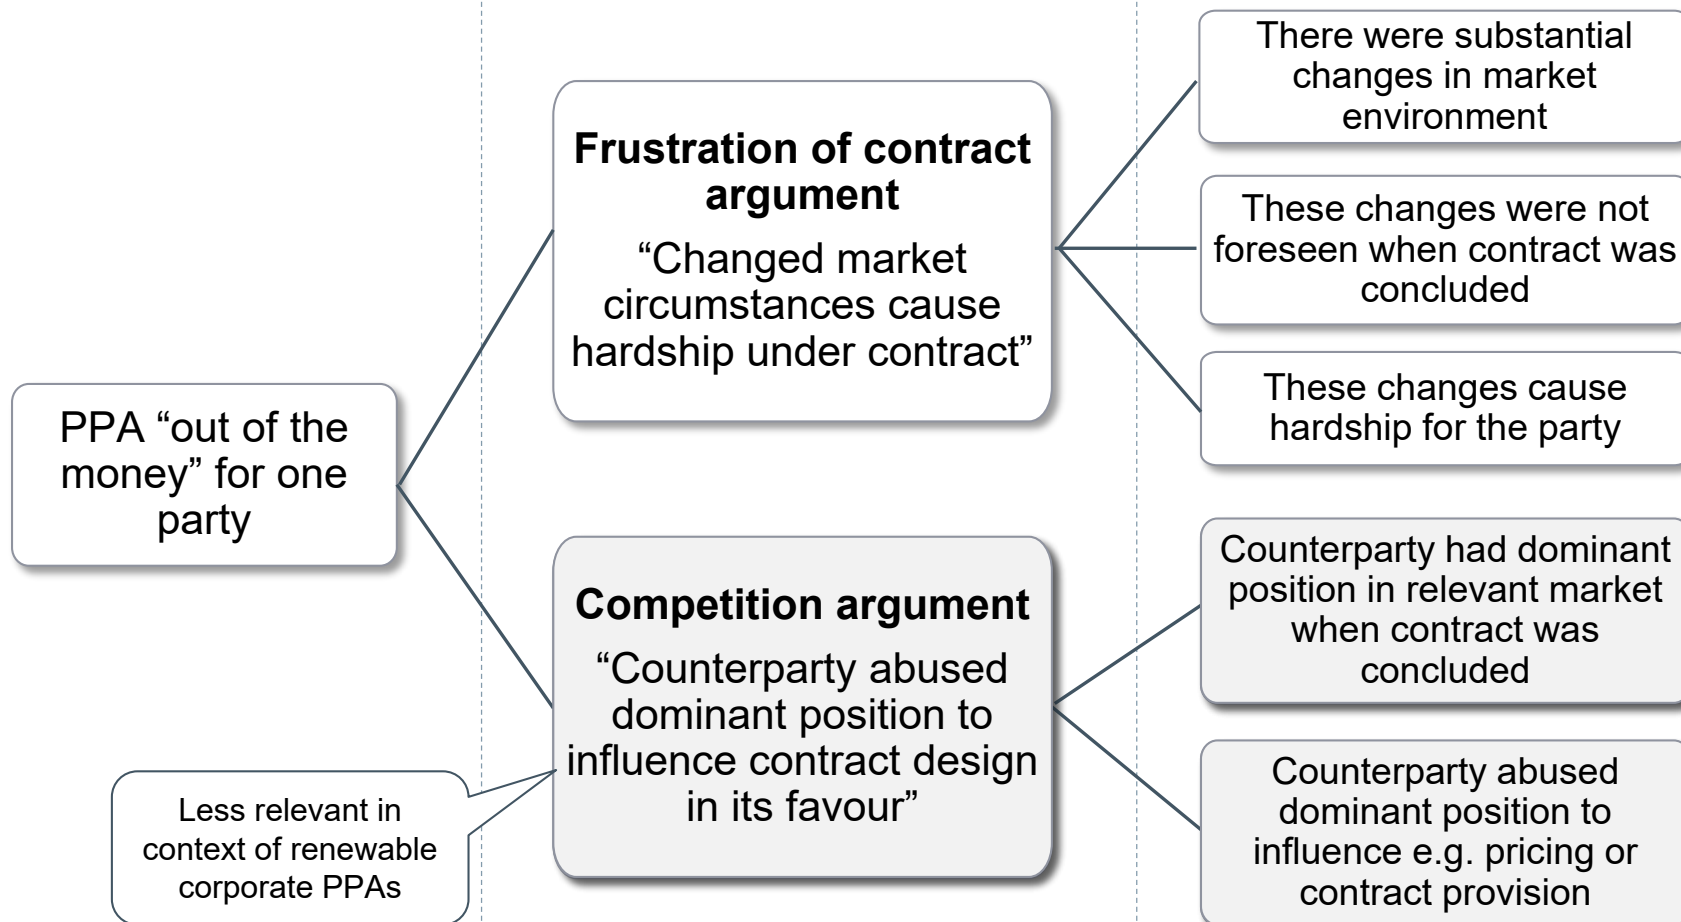 PPA “out of the
money” for one
party
Frustration of contract
argument
“Changed market
circumstances cause
hardship under contract”
There were substantial
changes in market
environment
These changes were not
foreseen when contract was
concluded
These changes cause
hardship for the party
Competition argument
“Counterparty abused
dominant position to
influence contract design
in its favour”
Less relevant in
context of renewable
corporate PPAs
Counterparty had dominant
position in relevant market
when contract was
concluded
Counterparty abused
dominant position to
influence e.g. pricing or
contract provision